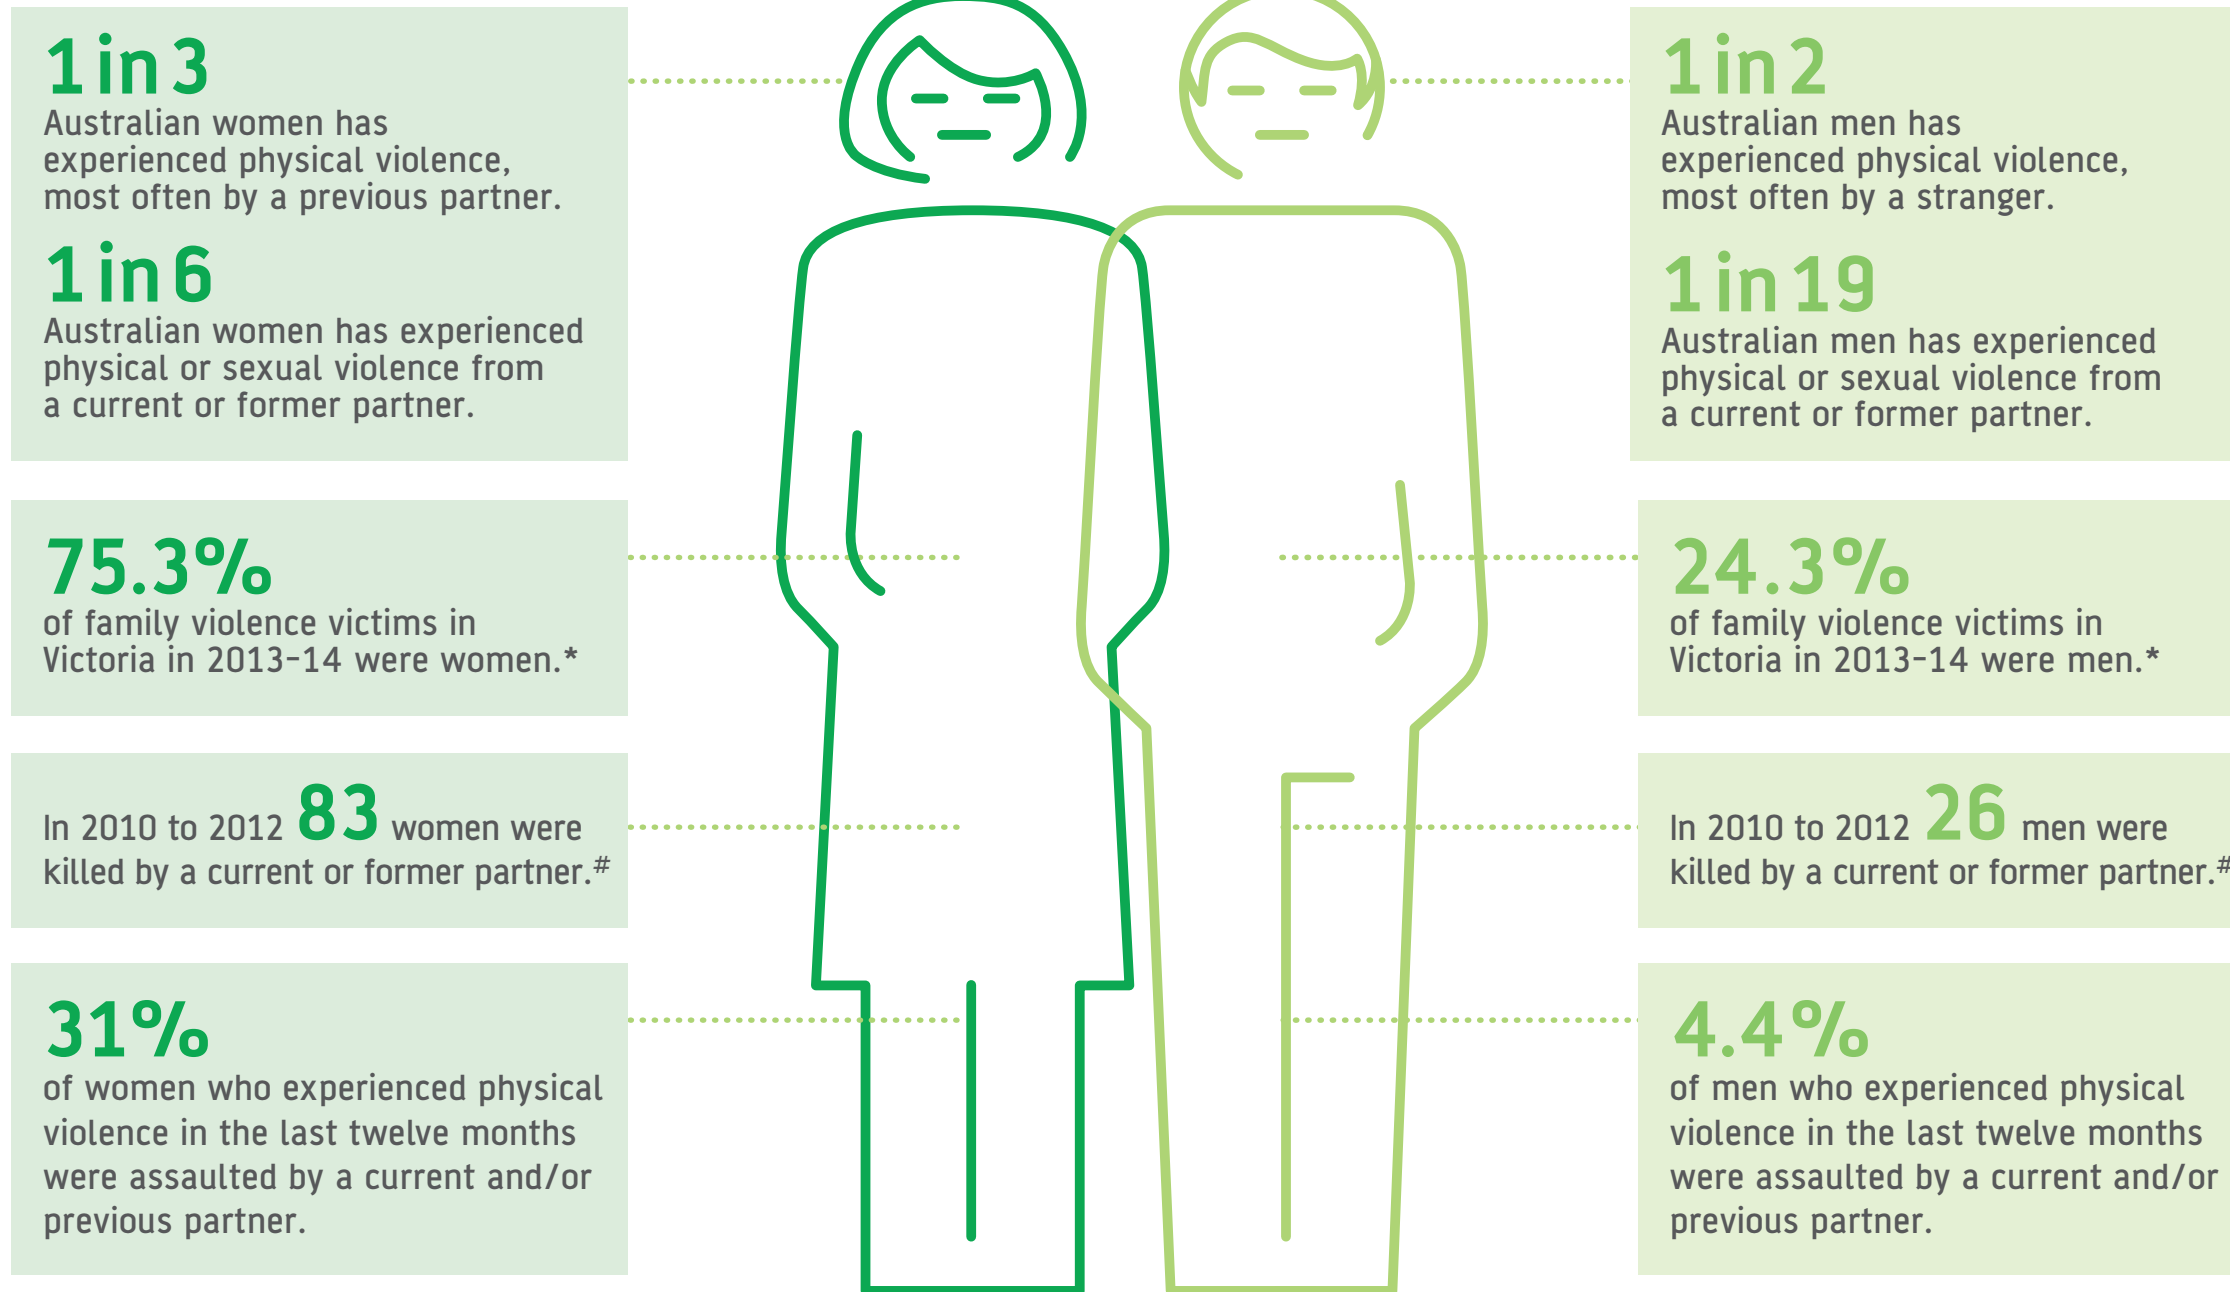 1 in 3
Australian women has
experienced physical violence,
most often by a previous partner.
1 in 6
Australian women has experienced
physical or sexual violence from
a current or former partner.
75.3%
of family violence victims in
Victoria in 2013-14 were women.*
In 2010 to 2012 83 women were
killed by a current or former partner.#
31%
of women who experienced physical
violence in the last twelve months
were assaulted by a current and/or
previous partner.
1 in 2
Australian men has
experienced physical violence,
most often by a stranger.
1 in 19
Australian men has experienced
physical or sexual violence from
a current or former partner.
24.3%
of family violence victims in
Victoria in 2013-14 were men.*
In 2010 to 2012 26 men were
killed by a current or former partner.#
4.4%
of men who experienced physical
violence in the last twelve months
were assaulted by a current and/or
previous partner.